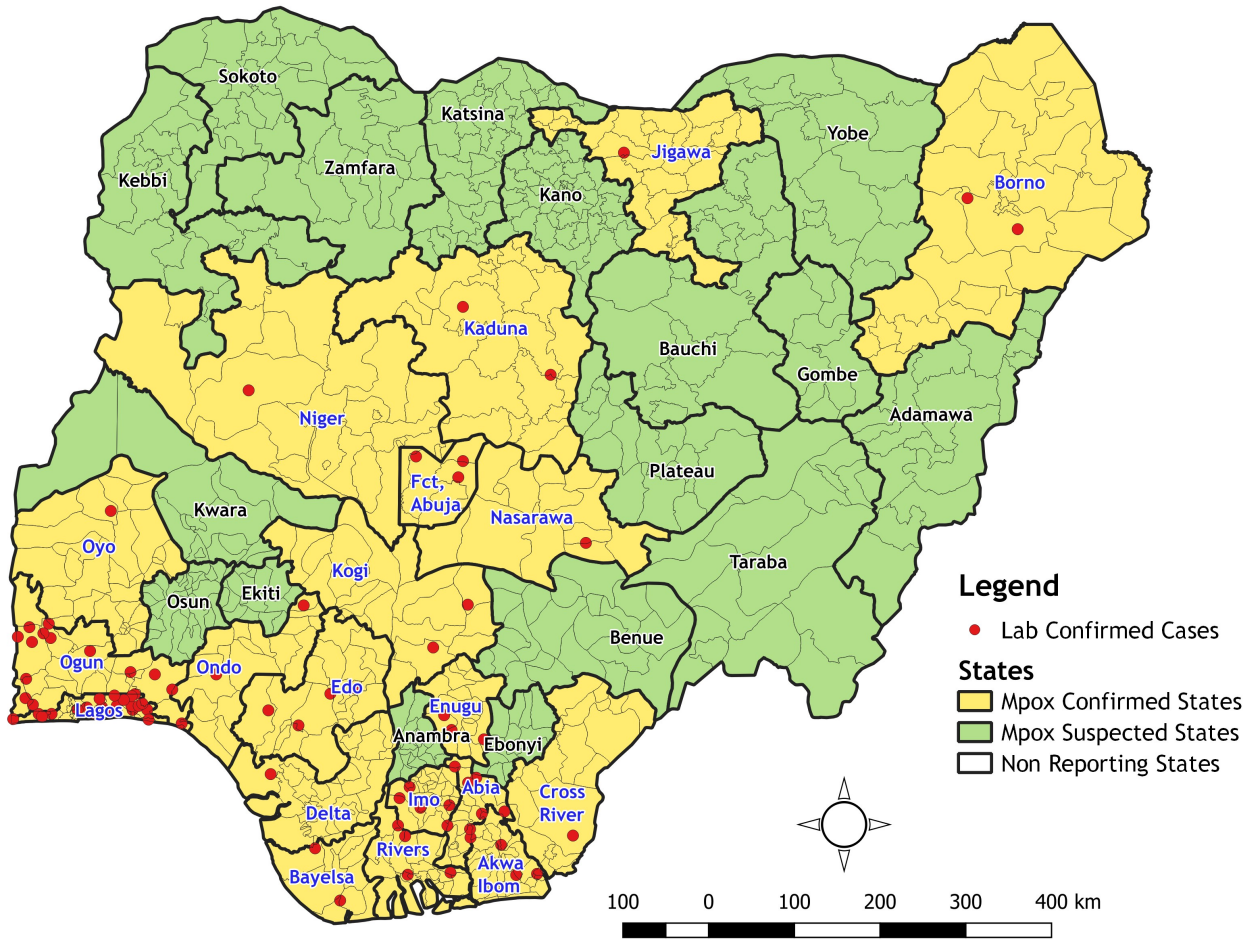 Sokoto
Katsina
Yobe
Jigawa
Zamfara
Kebbi
Kano
Borno
Kaduna
Bauchi
Gombe
Niger
Adamawa
Plateau
Fct,
Abuja
Kwara
Nasarawa
Oyo
Taraba
Kogi
Ekiti
Osun
Benue
Ogun
Ondo
Edo
Lagos
Enugu
Anambra
Ebonyi
Abia
Imo
Cross
River
Delta
Rivers
Akwa
Ibom
Bayelsa
Legend
Lab Confirmed Cases
States
Mpox Confirmed States
Mpox Suspected States
Non Reporting States
100 0 100 200 300 400 km